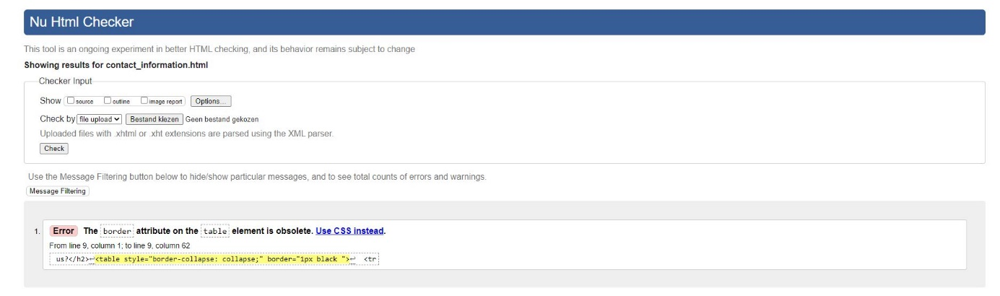 Nu Html Checker
This tool is an ongoing experiment in better HTML checking, and its behavior remains subject to change
Showing results for contact_information.html
Checker Input
Show source outline image report Options...
Check by file upload Bestand kiezen Geen bestand gekozen
Uploaded files with .xhtml or .xht extensions are parsed using the XML parser.
Check
Use the Message Filtering button below to hide/show particular messages, and to see total counts of errors and warnings.
Message Filtering
1. Error The border attribute on the table element is obsolete. Use CSS instead.
From line 9, column 1; to line 9, column 62
us?</h2>↩<table style="border-collapse: collapse;" border="1px black ">↩ <tr